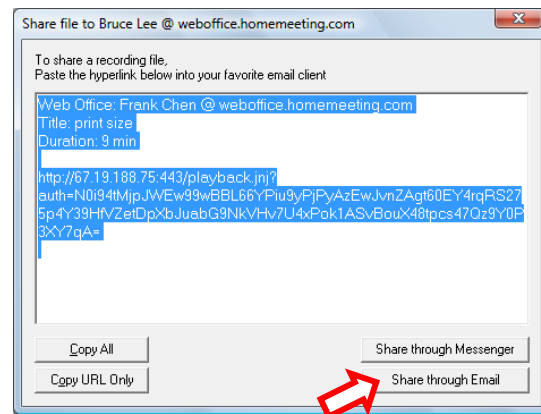 Share file to Bruce Lee @ weboffice.homemeeting.com
To share a recording file,
Paste the hyperlink below into your favorite email client
Web Office: Frank Chen @ weboffice.homemeeting.com
Title: print size
Duration: 9 min
http://67.19.188.75:443/playback.jnj?
auth=N0i94tMjpJWEw99wBBL66YPiu9yPjPyAzEwJvnZAgt60EY4rqRS27
5p4Y39HfVZetDpXbJuabG9NkVHv7U4xPok1ASvBouX48tpcs47Qz9Y0P
3XY7qA=
Copy All
Share through Messenger
Copy URL Only
Share through Email